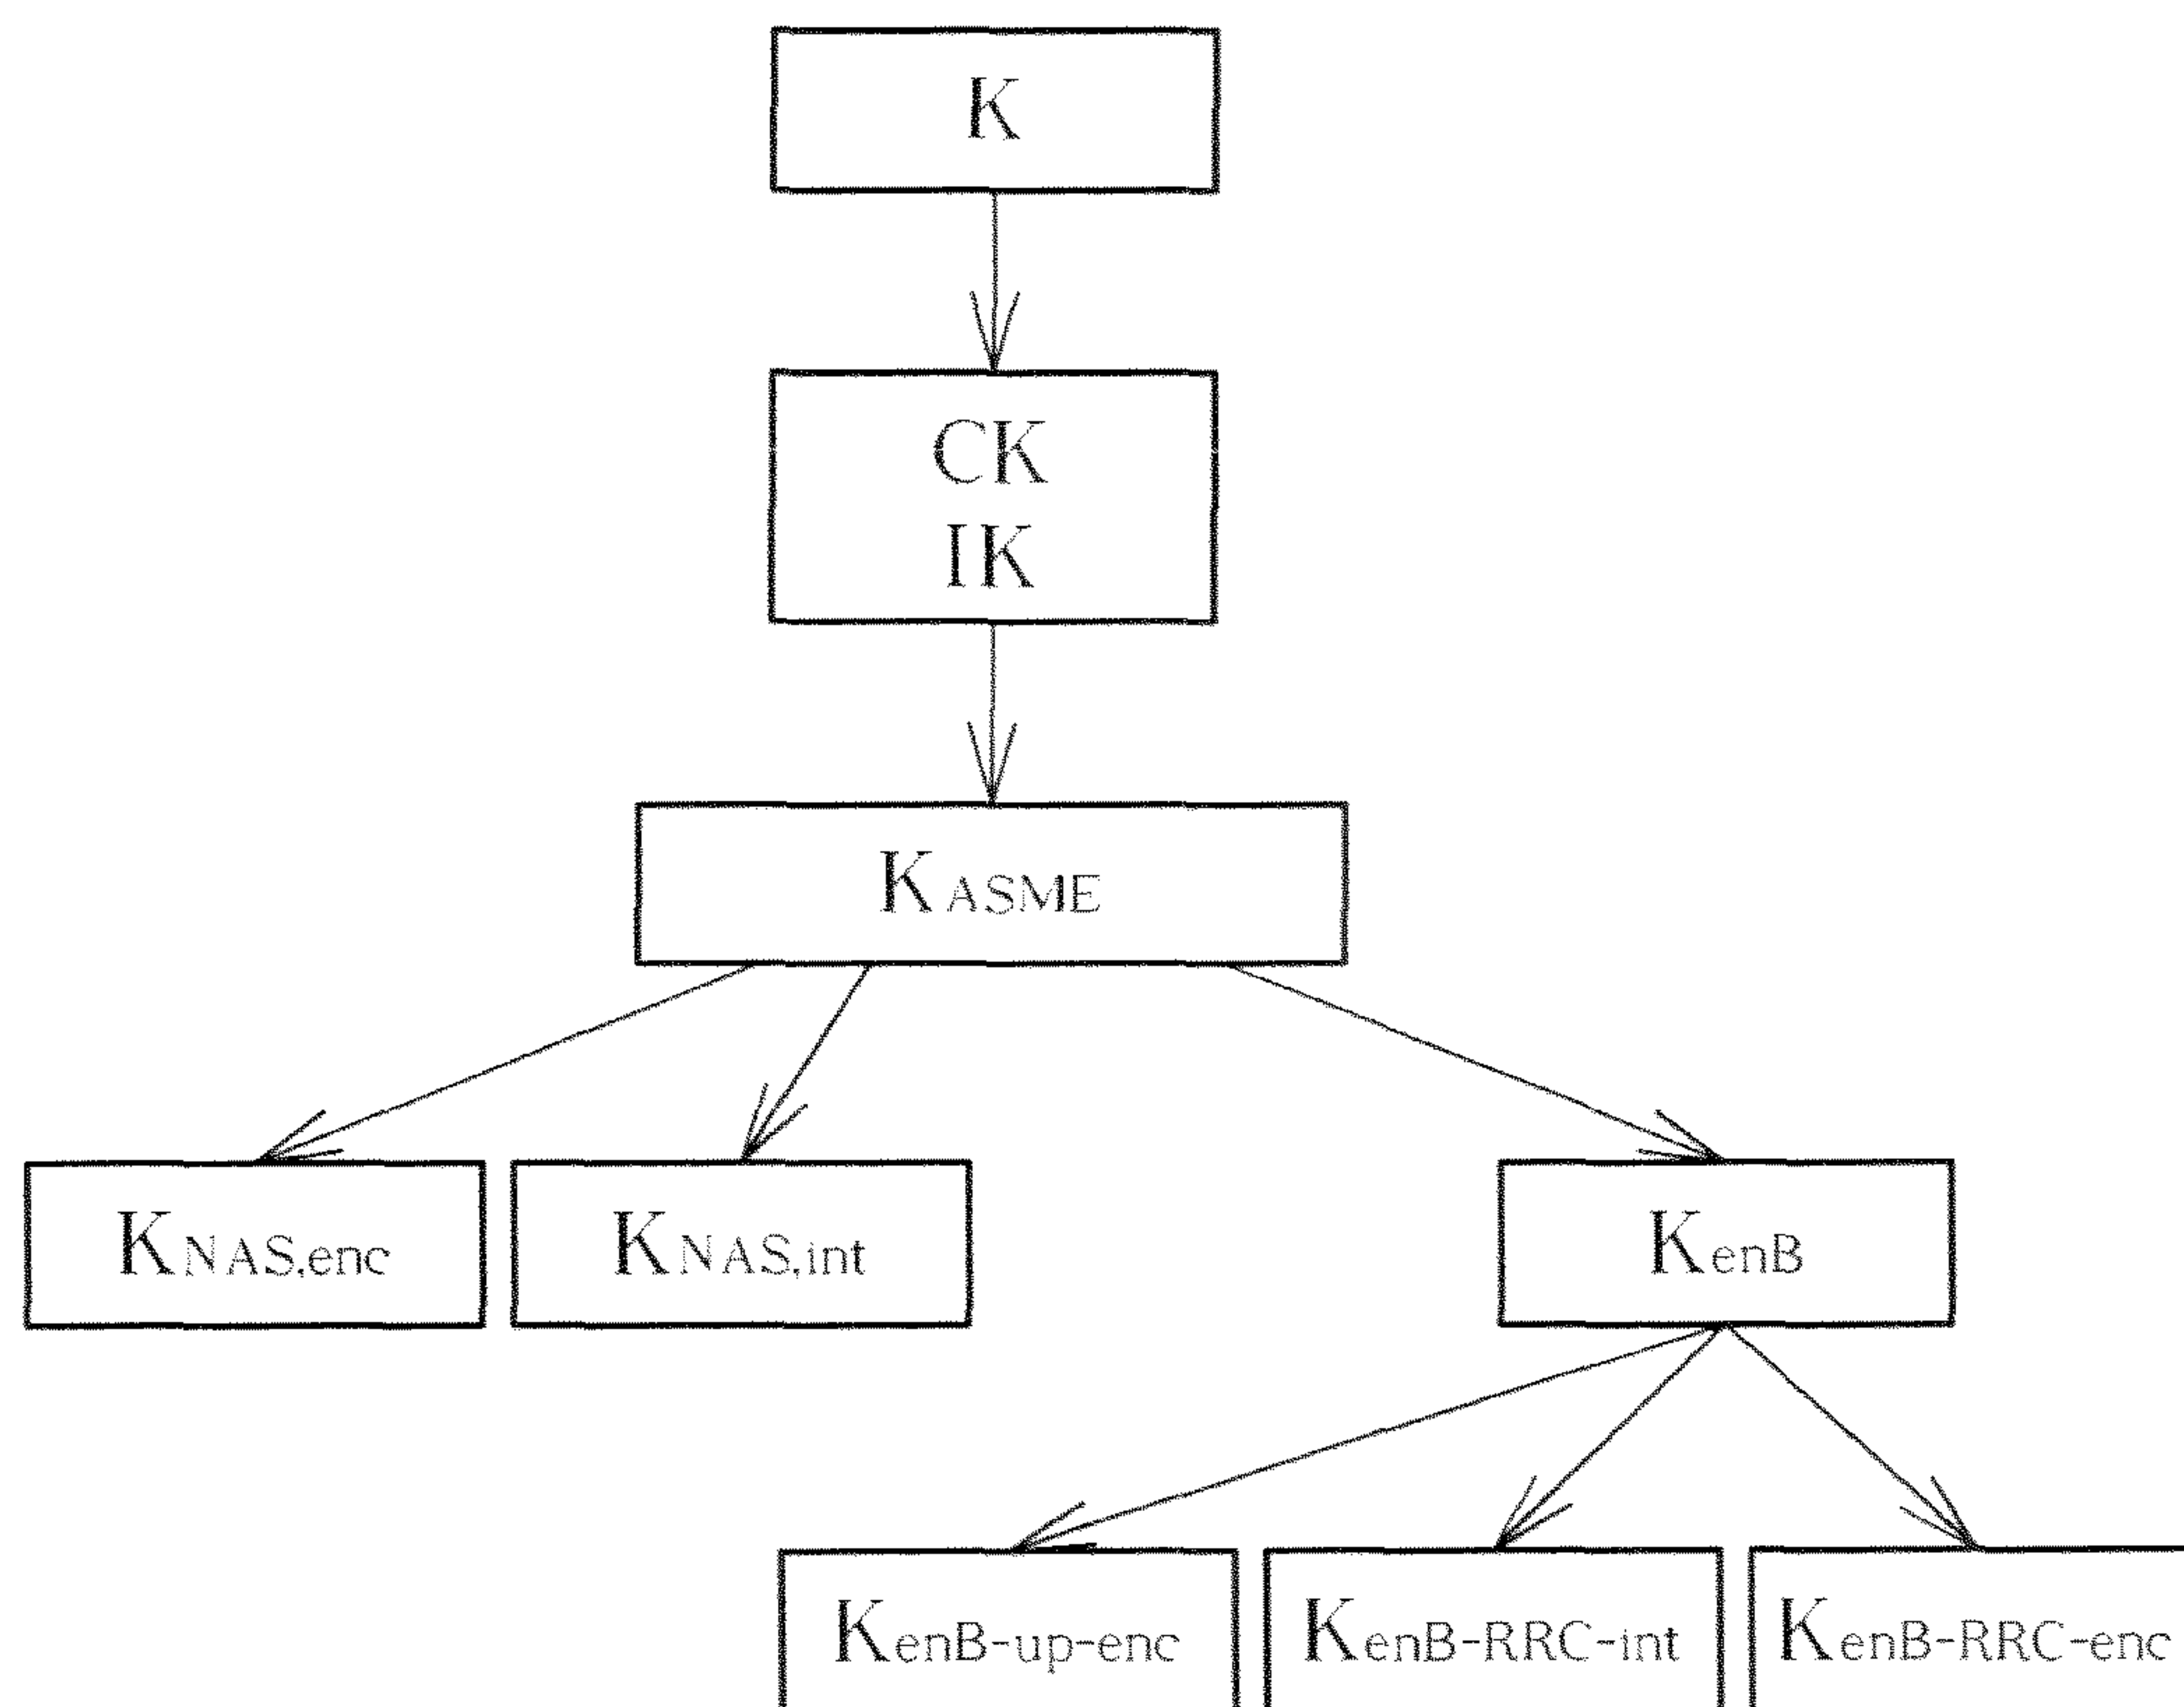 K
CK
IK
KASME
KNAS,enc
KNAS,int
KenB
KenB-up-enc
KenB-RRC-int
KenB-RRC-enc